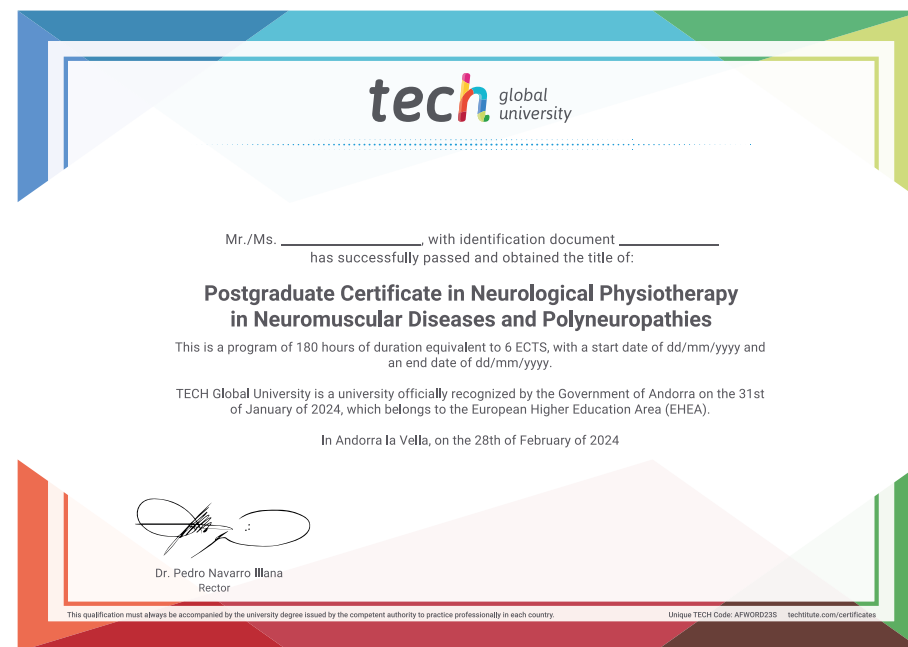 tech global university
Mr./Ms. ____________________, with identification document ______________
has successfully passed and obtained the title of:
Postgraduate Certificate in Neurological Physiotherapy
in Neuromuscular Diseases and Polyneuropathies
This is a program of 180 hours of duration equivalent to 6 ECTS, with a start date of dd/mm/yyyy and
an end date of dd/mm/yyyy.
TECH Global University is a university officially recognized by the Government of Andorra on the 31st
of January of 2024, which belongs to the European Higher Education Area (EHEA).
In Andorra la Vella, on the 28th of February of 2024
Dr. Pedro Navarro Illana
Rector
This qualification must always be accompanied by the university degree issued by the competent authority to practice professionally in each country.
Unique TECH Code: AFWORD23S techtitute.com/certificates